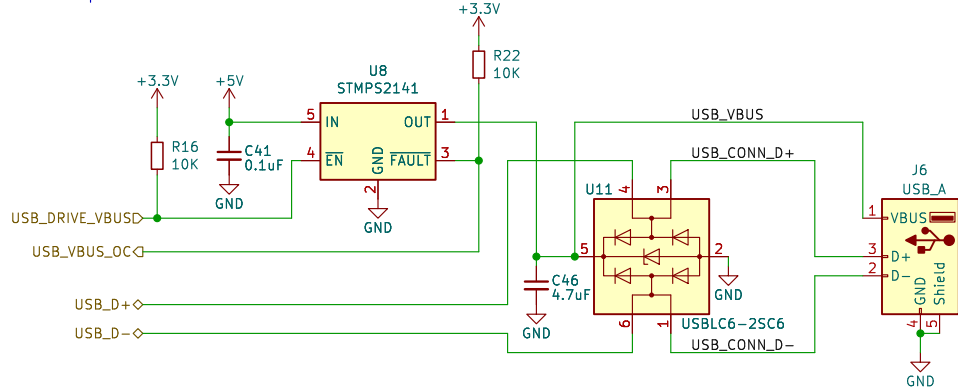 +3.3V
R22
10K
U8
STMPS2141
+3.3V
+5V
5 IN OUT 1
USB_VBUS
R16
10K
C41
0.1uF
4 EN GND FAULT 3
USB_CONN_D+
J6
USB_A
2
GND
U11 4 3
USB_DRIVE_VBUS
GND
1 VBUS
USB_VBUS_OC
5 2
3 D+
2 D-
C46
4.7uF
GND
GND Shield
USB_D+
GND
6 1
USBLC6-2SC6
4 5
USB_D-
USB_CONN_D-
GND